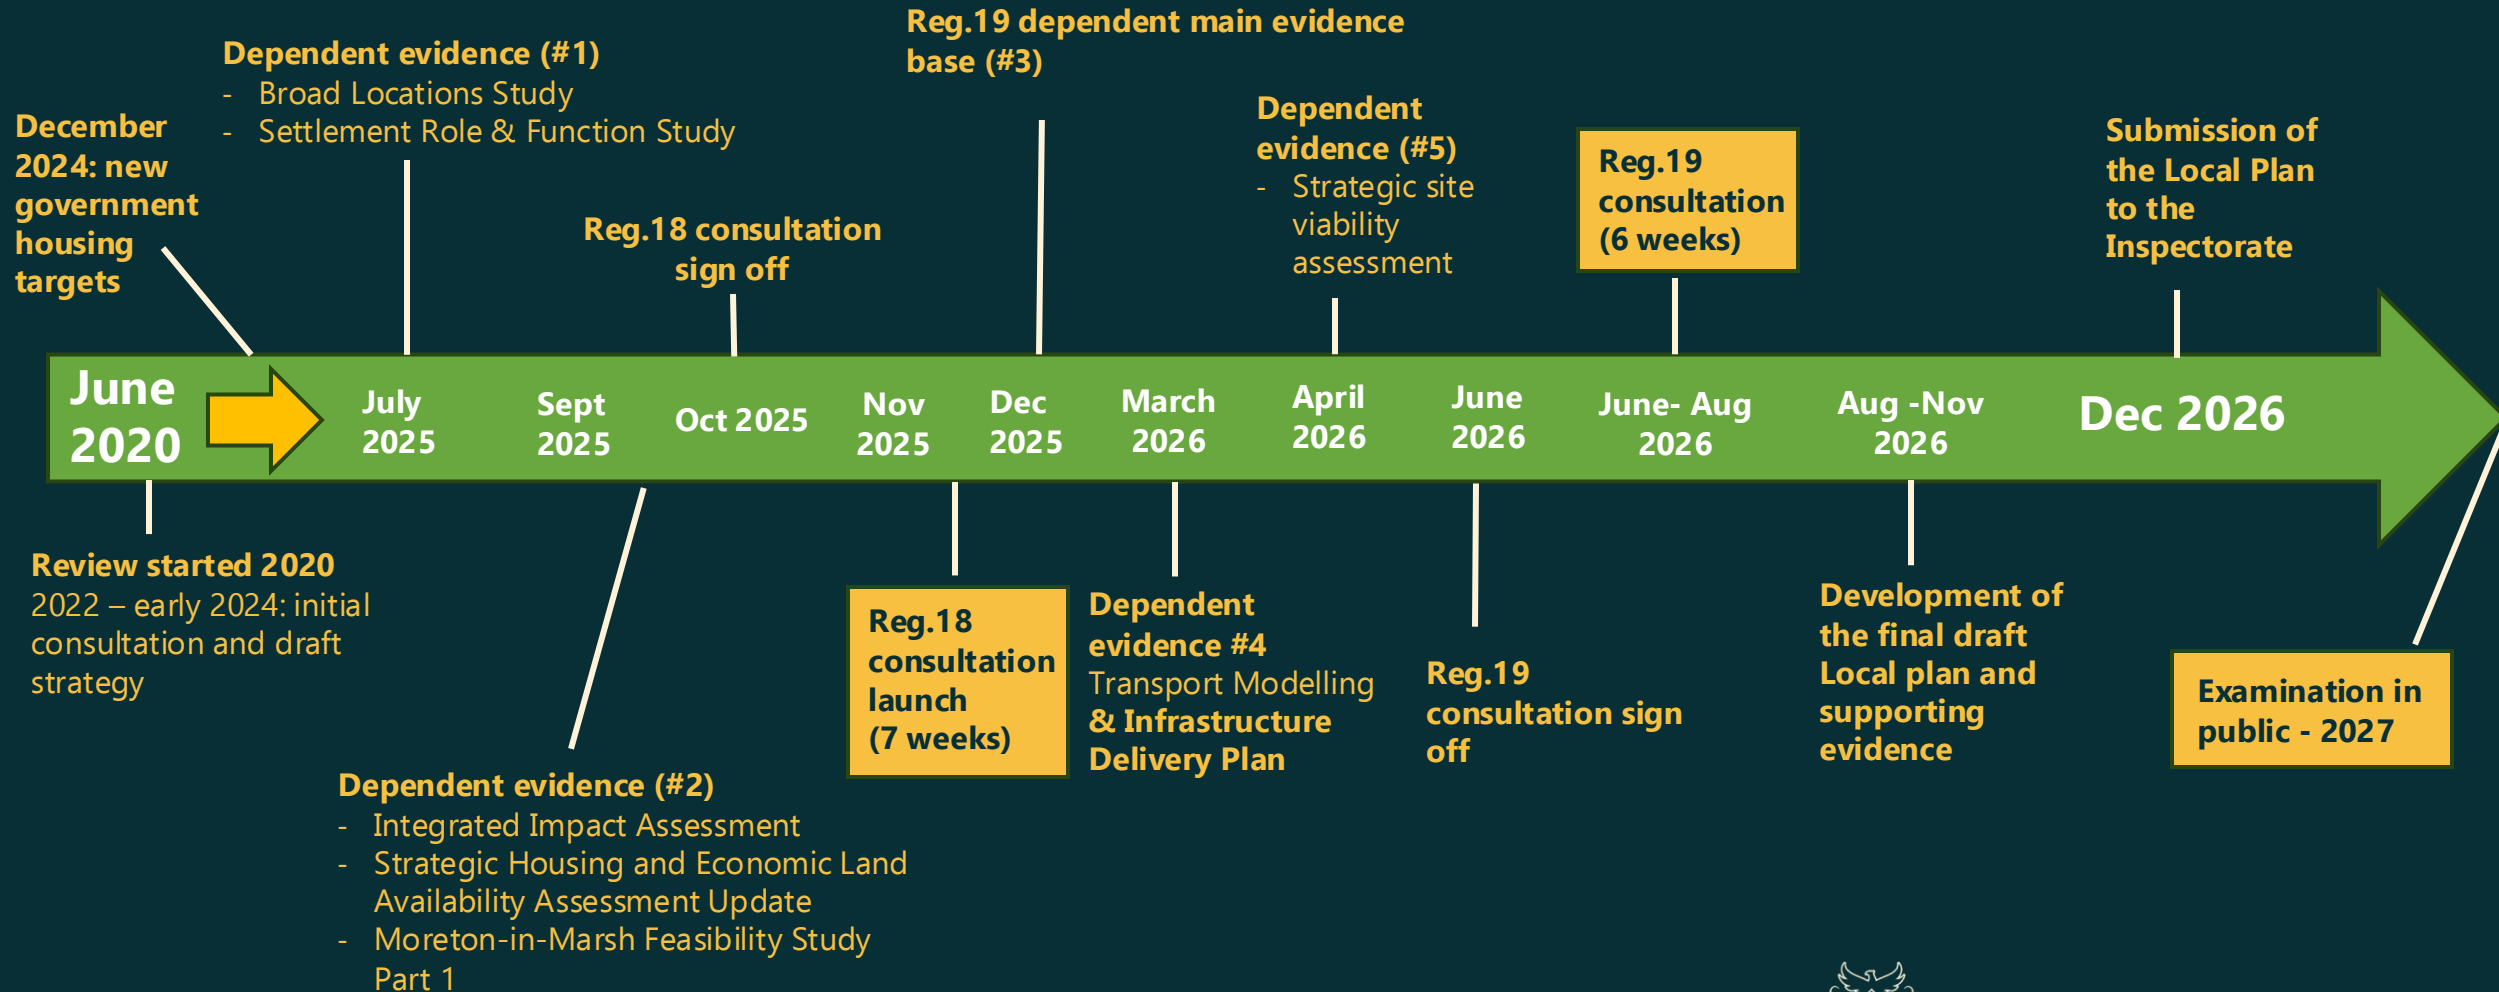 Reg.19 dependent main evidence
base (#3)
Dependent evidence (#1)
- Broad Locations Study
- Settlement Role & Function Study
December
2024: new
government
housing
targets
Reg.18 consultation
sign off
Dependent
evidence (#5)
- Strategic site
viability
assessment
Reg.19
consultation
(6 weeks)
Submission of
the Local Plan
to the
Inspectorate
June
2020
July
2025
Sept
2025
Oct 2025
Nov
2025
Dec
2025
March
2026
April
2026
June
2026
June- Aug
2026
Aug -Nov
2026
Dec 2026
Review started 2020
2022 – early 2024: initial
consultation and draft
strategy
Dependent evidence (#2)
- Integrated Impact Assessment
- Strategic Housing and Economic Land
Availability Assessment Update
- Moreton-in-Marsh Feasibility Study
Part 1
Reg.18
consultation
launch
(7 weeks)
Dependent
evidence #4
Transport Modelling
& Infrastructure
Delivery Plan
Reg.19
consultation sign
off
Development of
the final draft
Local plan and
supporting
evidence
Examination in
public - 2027